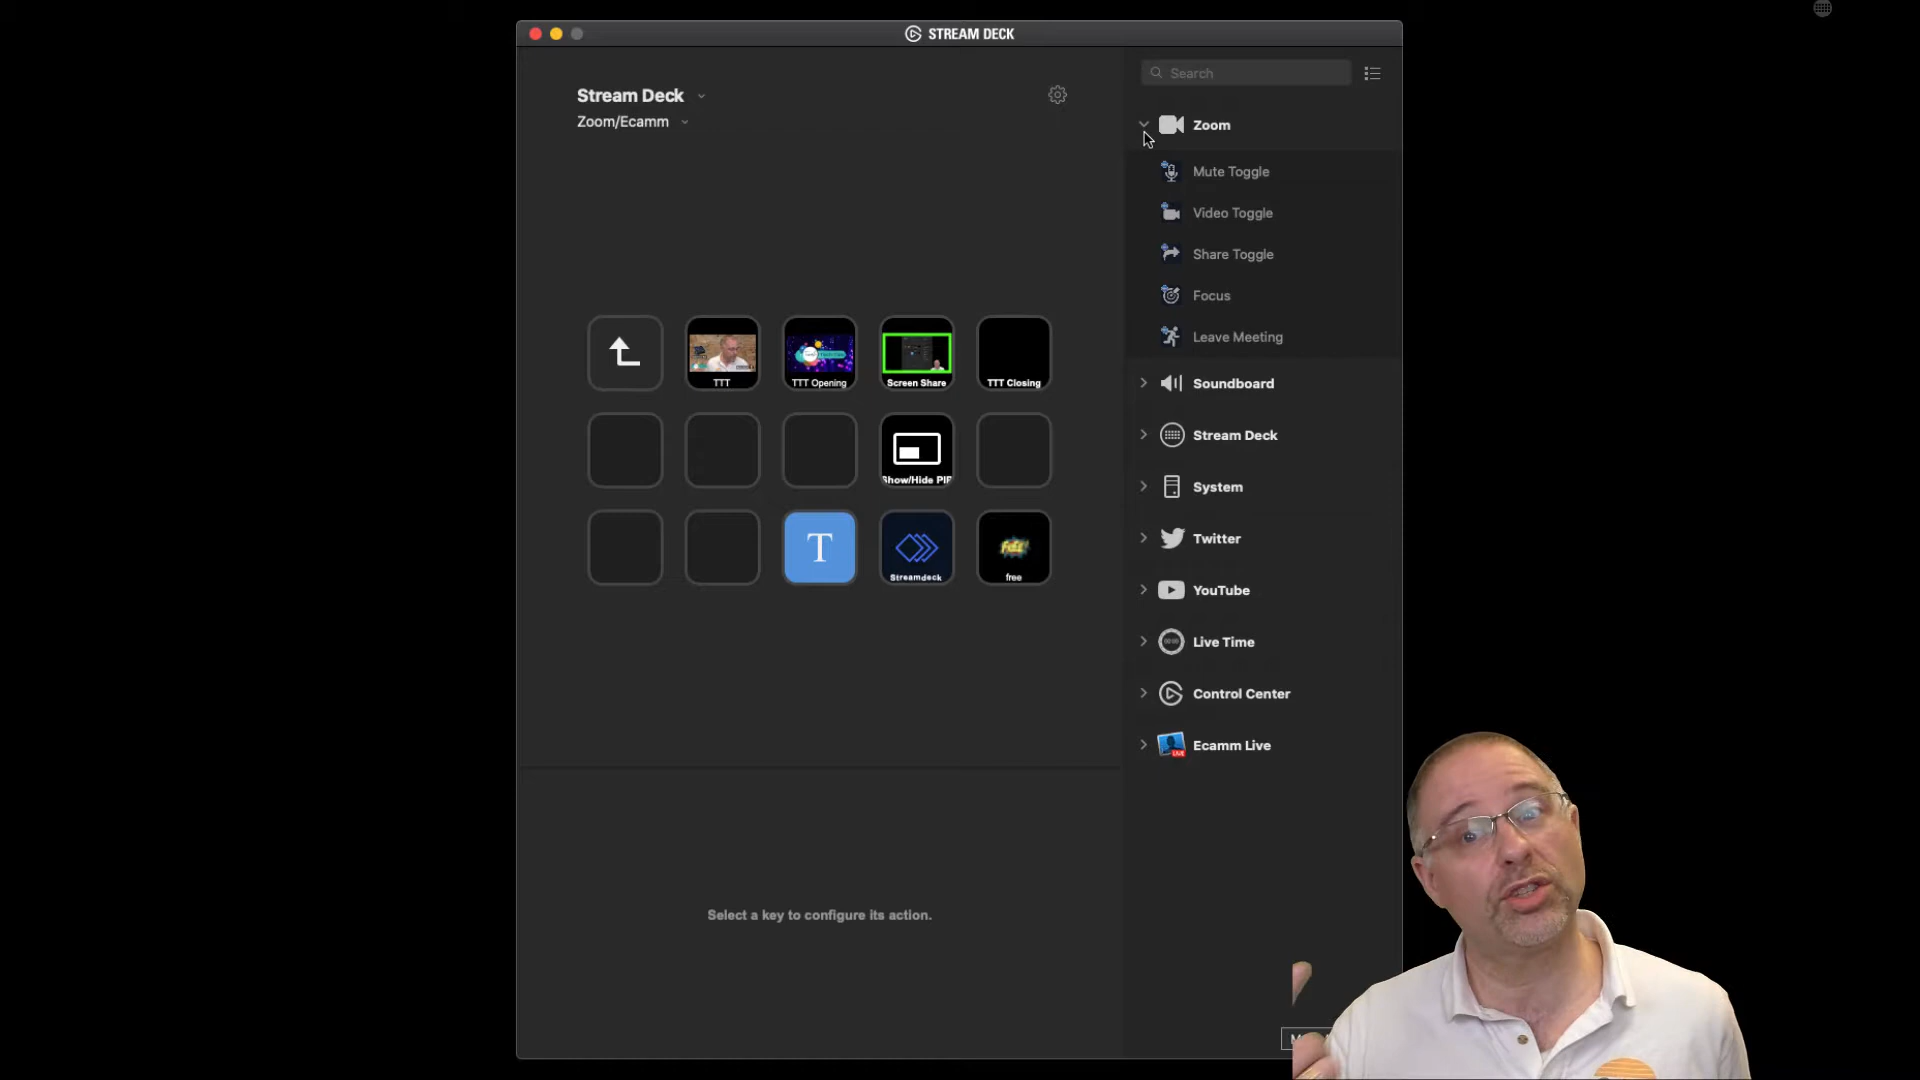 STREAM DECK
Stream Deck
Zoom/Ecamm
Search
Zoom
Mute Toggle
Video Toggle
Share Toggle
Focus
Leave Meeting
Soundboard
Stream Deck
System
Twitter
YouTube
Live Time
Control Center
Ecamm Live
TTT
TTT Opening
Screen Share
TTT Closing
Show/Hide PIP
T
Streamdeck
FREE!
free
Select a key to configure its action.